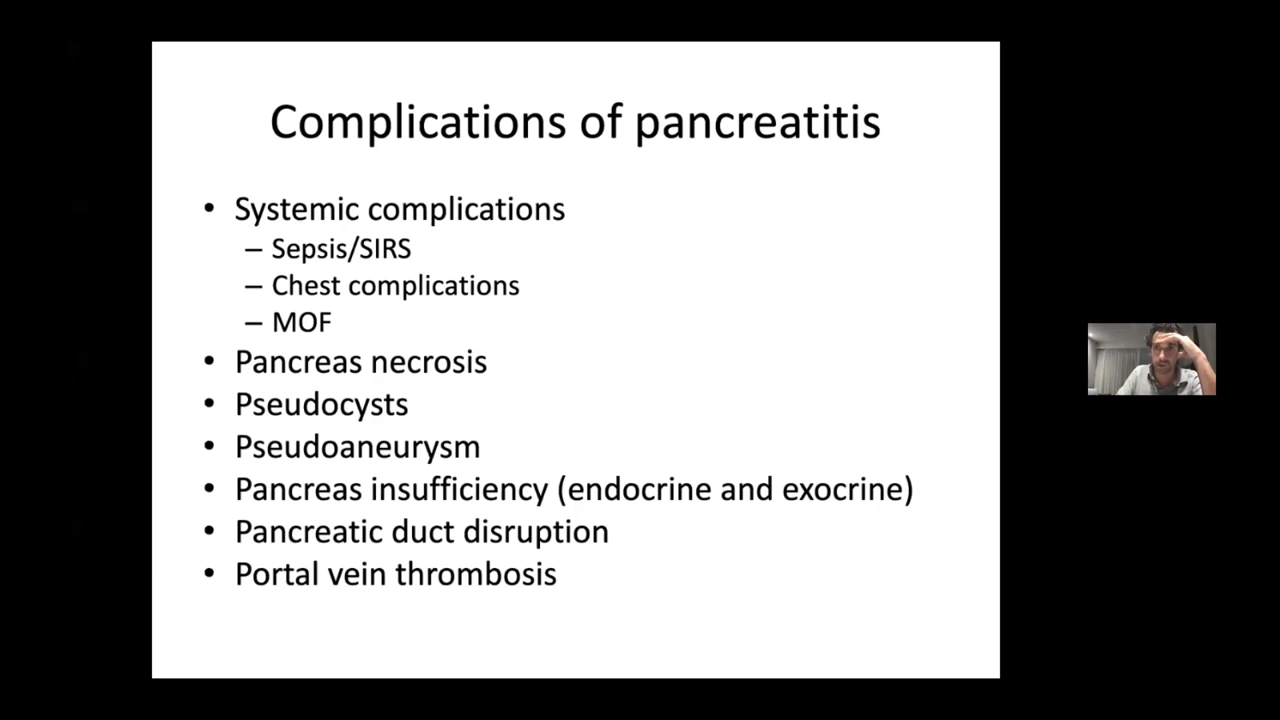 Complications of pancreatitis
• Systemic complications
– Sepsis/SIRS
– Chest complications
– MOF
• Pancreas necrosis
• Pseudocysts
• Pseudoaneurysm
• Pancreas insufficiency (endocrine and exocrine)
• Pancreatic duct disruption
• Portal vein thrombosis